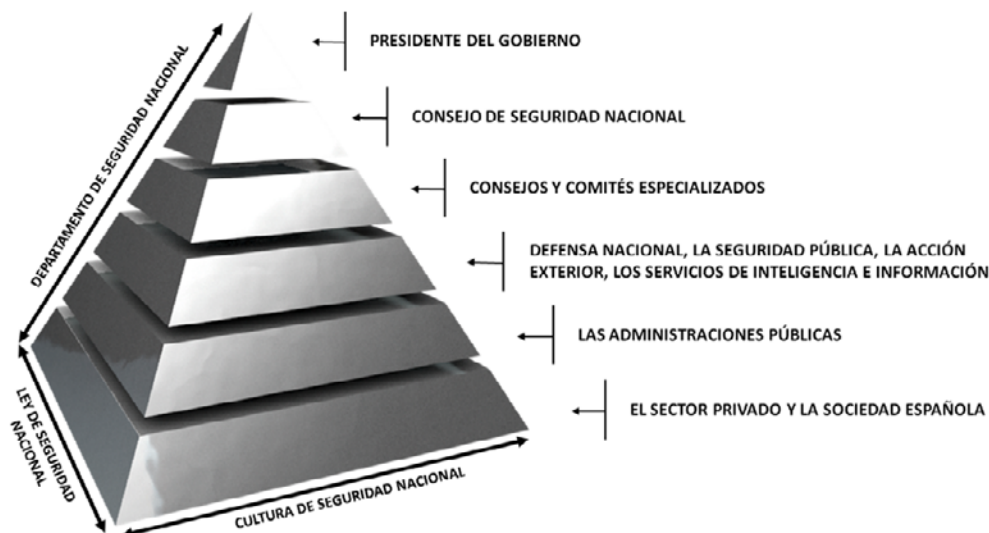 PRESIDENTE DEL GOBIERNO
CONSEJO DE SEGURIDAD NACIONAL
CONSEJOS Y COMITÉS ESPECIALIZADOS
DEFENSA NACIONAL, LA SEGURIDAD PÚBLICA, LA ACCIÓN
EXTERIOR, LOS SERVICIOS DE INTELIGENCIA E INFORMACIÓN
LAS ADMINISTRACIONES PÚBLICAS
EL SECTOR PRIVADO Y LA SOCIEDAD ESPAÑOLA
DEPARTAMENTO DE SEGURIDAD NACIONAL
LEY DE SEGURIDAD
NACIONAL
CULTURA DE SEGURIDAD NACIONAL